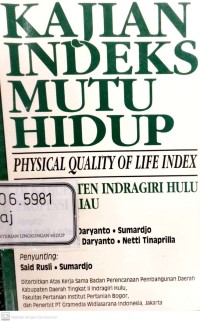 KAJIAN
INDEKS
MUTU
HIDUP
PHYSICAL QUALITY OF LIFE INDEX
TEN INDRAGIRI HULU
IAU
06.5981
aj
Daryanto • Sumardjo
Daryanto • Netti Tinaprilla
Penyunting:
Said Rusli • Sumardjo
Diterbitkan Atas Kerja Sama Badan Perencanaan Pembangunan Daerah
Kabupaten Daerah Tingkat II Indragiri Hulu,
Fakultas Pertanian Institut Pertanian Bogor,
dan Penerbit PT Gramedia Widiasarana Indonesia, Jakarta